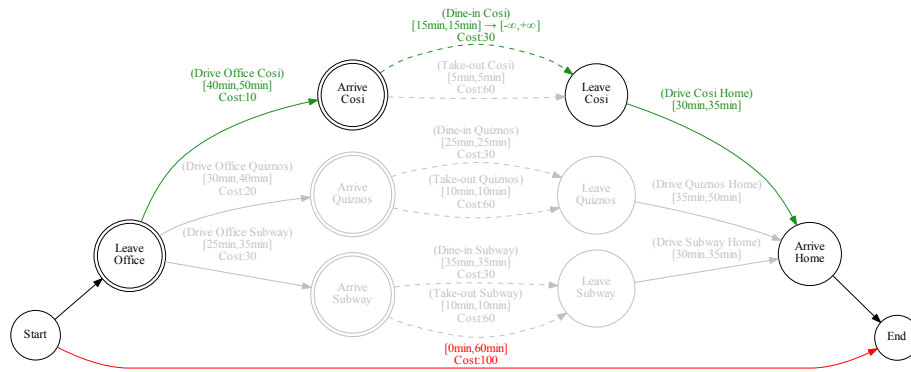 (Dine-in Cosi)
[15min,15min] → [-∞,+∞]
Cost:30
(Take-out Cosi)
[5min,5min]
Cost:60
(Drive Office Cosi)
[40min,50min]
Cost:10
Arrive
Cosi
Leave
Cosi
(Drive Cosi Home)
[30min,35min]
(Dine-in Quiznos)
[25min,25min]
Cost:30
(Drive Office Quiznos)
[30min,40min]
Cost:20
Arrive
Quiznos
(Take-out Quiznos)
[10min,10min]
Cost:60
Leave
Quiznos
(Drive Quiznos Home)
[35min,50min]
(Drive Office Subway)
[25min,35min]
Cost:30
Leave
Office
(Dine-in Subway)
[35min,35min]
Cost:30
(Drive Subway Home)
[30min,35min]
Arrive
Home
Arrive
Subway
(Take-out Subway)
[10min,10min]
Cost:60
Leave
Subway
Start
[0min,60min]
Cost:100
End